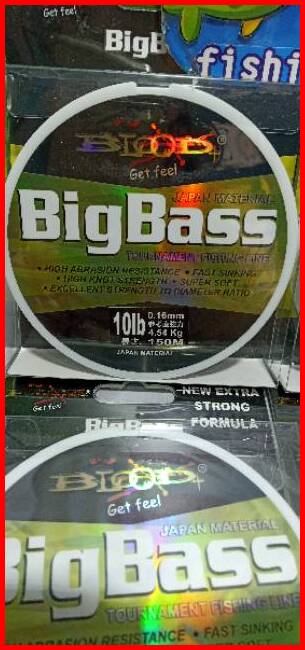 Get feel
BigB
fishi
BLOOD
Get feel
JAPAN MATERIAL
BigBass
TOURNAMENT FISHING LINE
• HIGH ABRASION RESISTANCE • FAST SINKING
• HIGH KNOT STRENGTH • SUPER SOFT
• EXCELLENT STRENGTH TO DIAMETER RATIO
10lb
0.16mm
4.54 Kg
150M
JAPAN MATERIAL
NEW EXTRA
STRONG
FORMULA
Get feel
BigBass
BLOOD®
Get feel
JAPAN MATERIAL
BigBass
TOURNAMENT FISHING LINE
ABRASION RESISTANCE • FAST SINKING